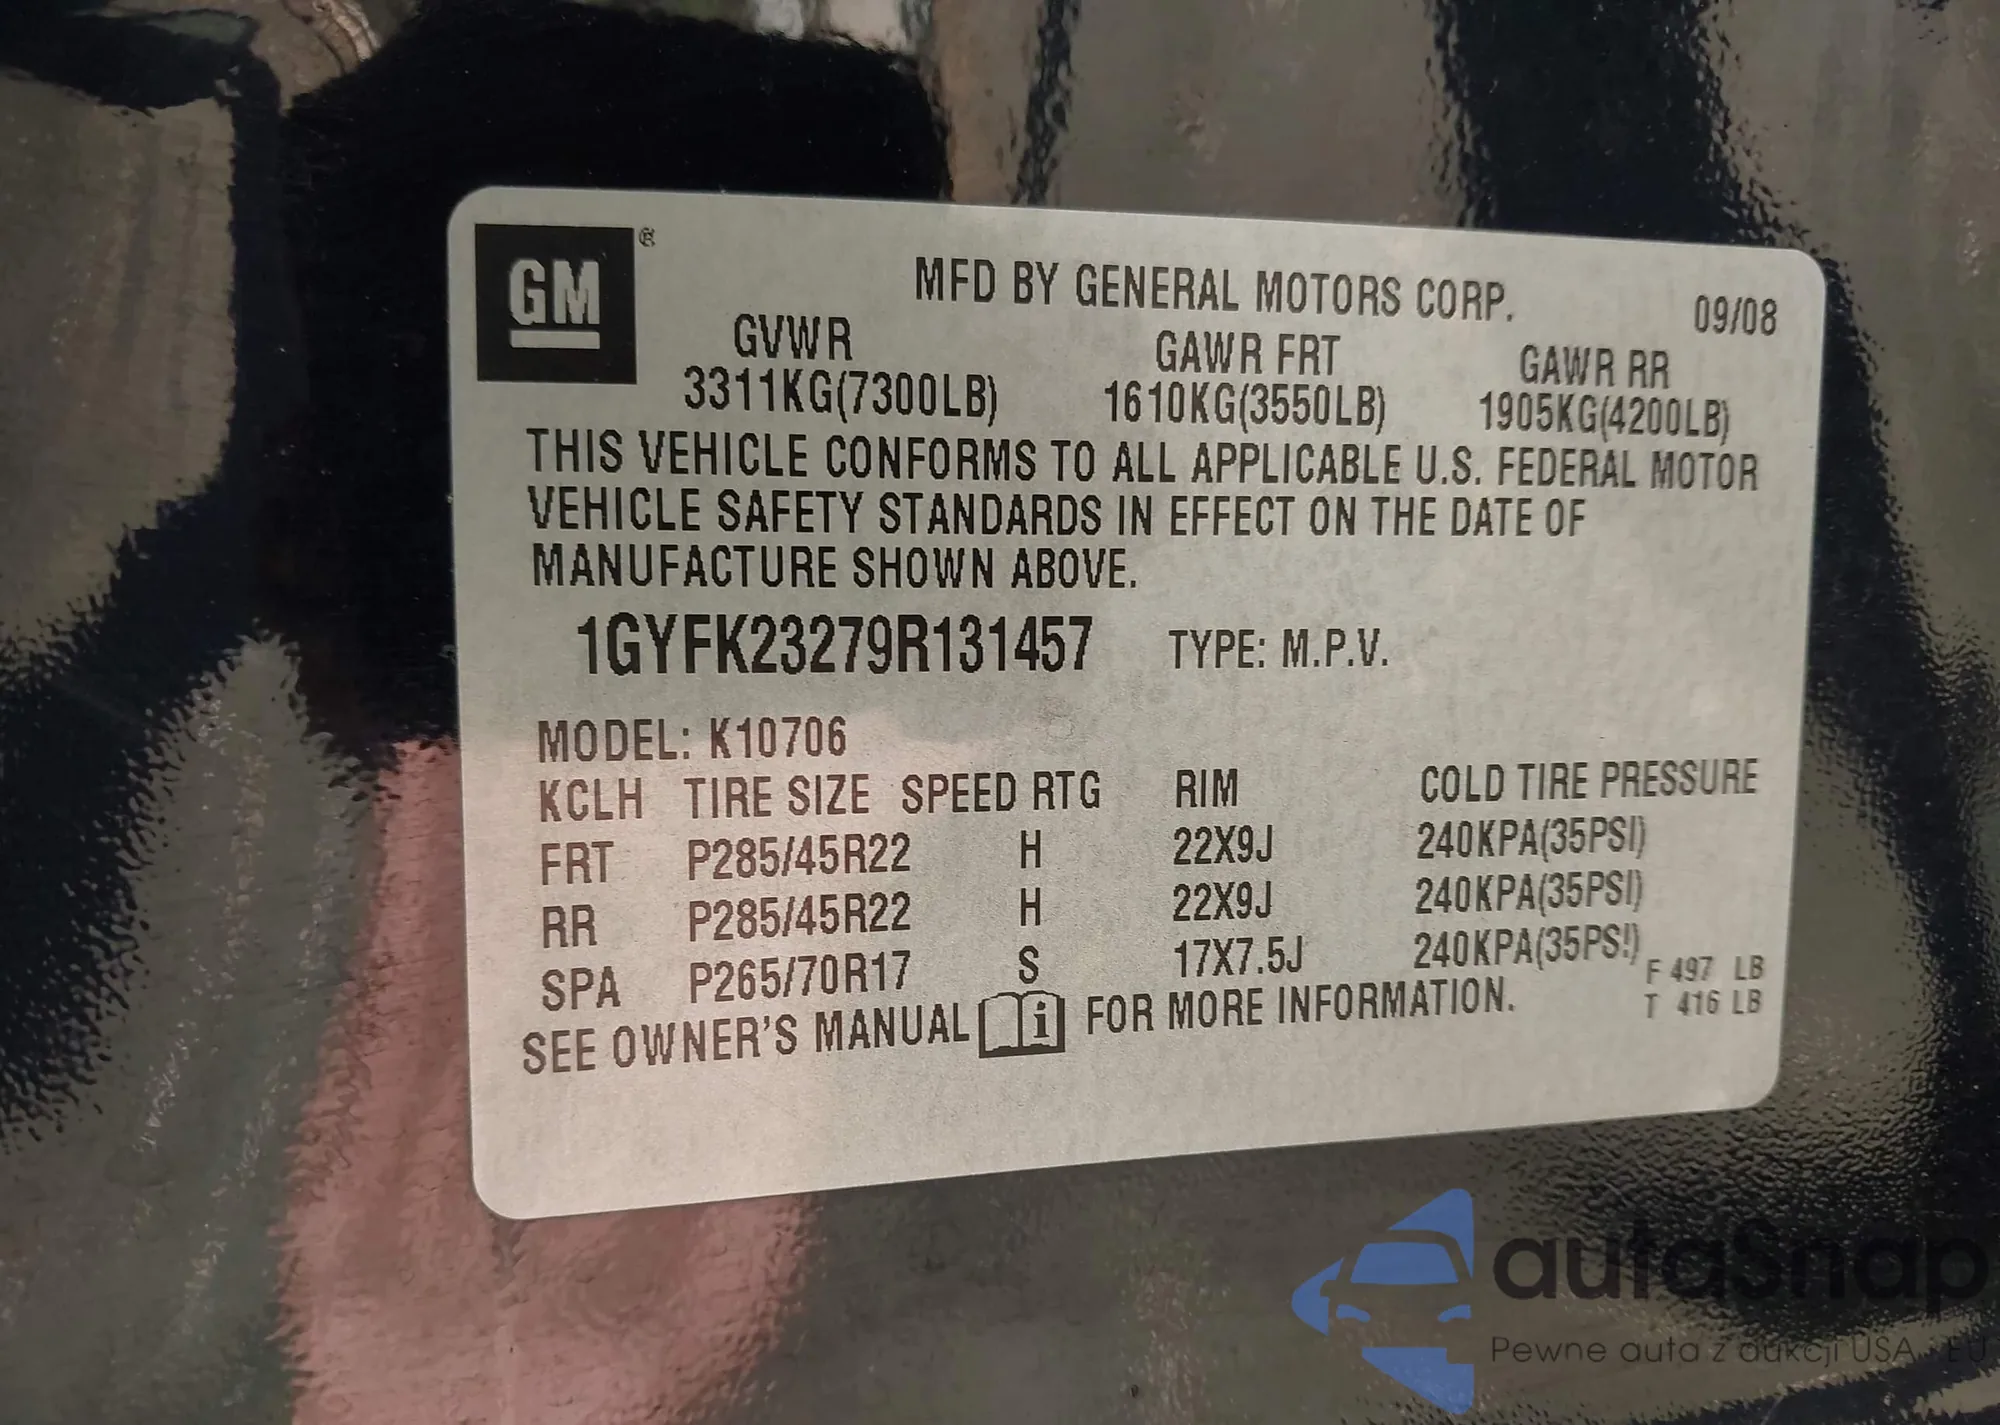 GM®
MFD BY GENERAL MOTORS CORP. 09/08
GVWR GAWR FRT GAWR RR
3311KG(7300LB) 1610KG(3550LB) 1905KG(4200LB)
THIS VEHICLE CONFORMS TO ALL APPLICABLE U.S. FEDERAL MOTOR
VEHICLE SAFETY STANDARDS IN EFFECT ON THE DATE OF
MANUFACTURE SHOWN ABOVE.
1GYFK23279R131457 TYPE: M.P.V.
MODEL: K10706
KCLH TIRE SIZE SPEED RTG RIM COLD TIRE PRESSURE
FRT P285/45R22 H 22X9J 240KPA(35PSI)
RR P285/45R22 H 22X9J 240KPA(35PSI)
SPA P265/70R17 S 17X7.5J 240KPA(35PSI)
F 497 LB
T 416 LB
SEE OWNER'S MANUAL i FOR MORE INFORMATION.
autaSnap
Pewne auta z aukcji USA - EU